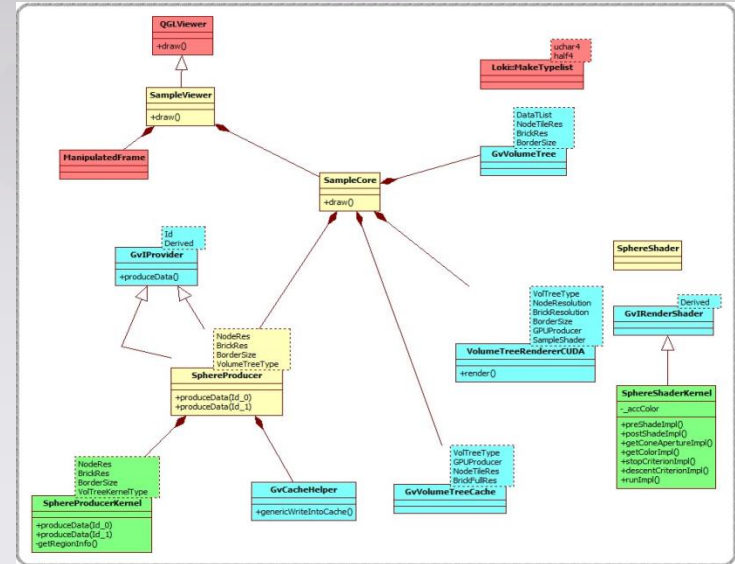 QGLViewer
+draw()
uchar4
half4
Loki::MakeTypelist
SampleViewer
+draw()
DataTList
NodeTileRes
BrickRes
BorderSize
GvVolumeTree
ManipulatedFrame
SampleCore
+draw()
Id
Derived
GvIProvider
+produceData()
SphereShader
VolTreeType
NodeResolution
BrickResolution
BorderSize
GPUProducer
SampleShader
VolumeTreeRendererCUDA
+render()
Derived
GvIRenderShader
NodeRes
BrickRes
BorderSize
VolumeTreeType
SphereProducer
+produceData(Id_0)
+produceData(Id_1)
SphereShaderKernel
-_accColor
+preShadeImpl()
+postShadeImpl()
+getConeApertureImpl()
+getColorImpl()
+stopCriterionImpl()
+descentCriterionImpl()
+runImpl()
NodeRes
BrickRes
BorderSize
VolTreeKernelType
SphereProducerKernel
+produceData(Id_0)
+produceData(Id_1)
-getRegionInfo()
GvCacheHelper
+genericWriteIntoCache()
VolTreeType
GPUProducer
NodeTileRes
BrickFullRes
GvVolumeTreeCache